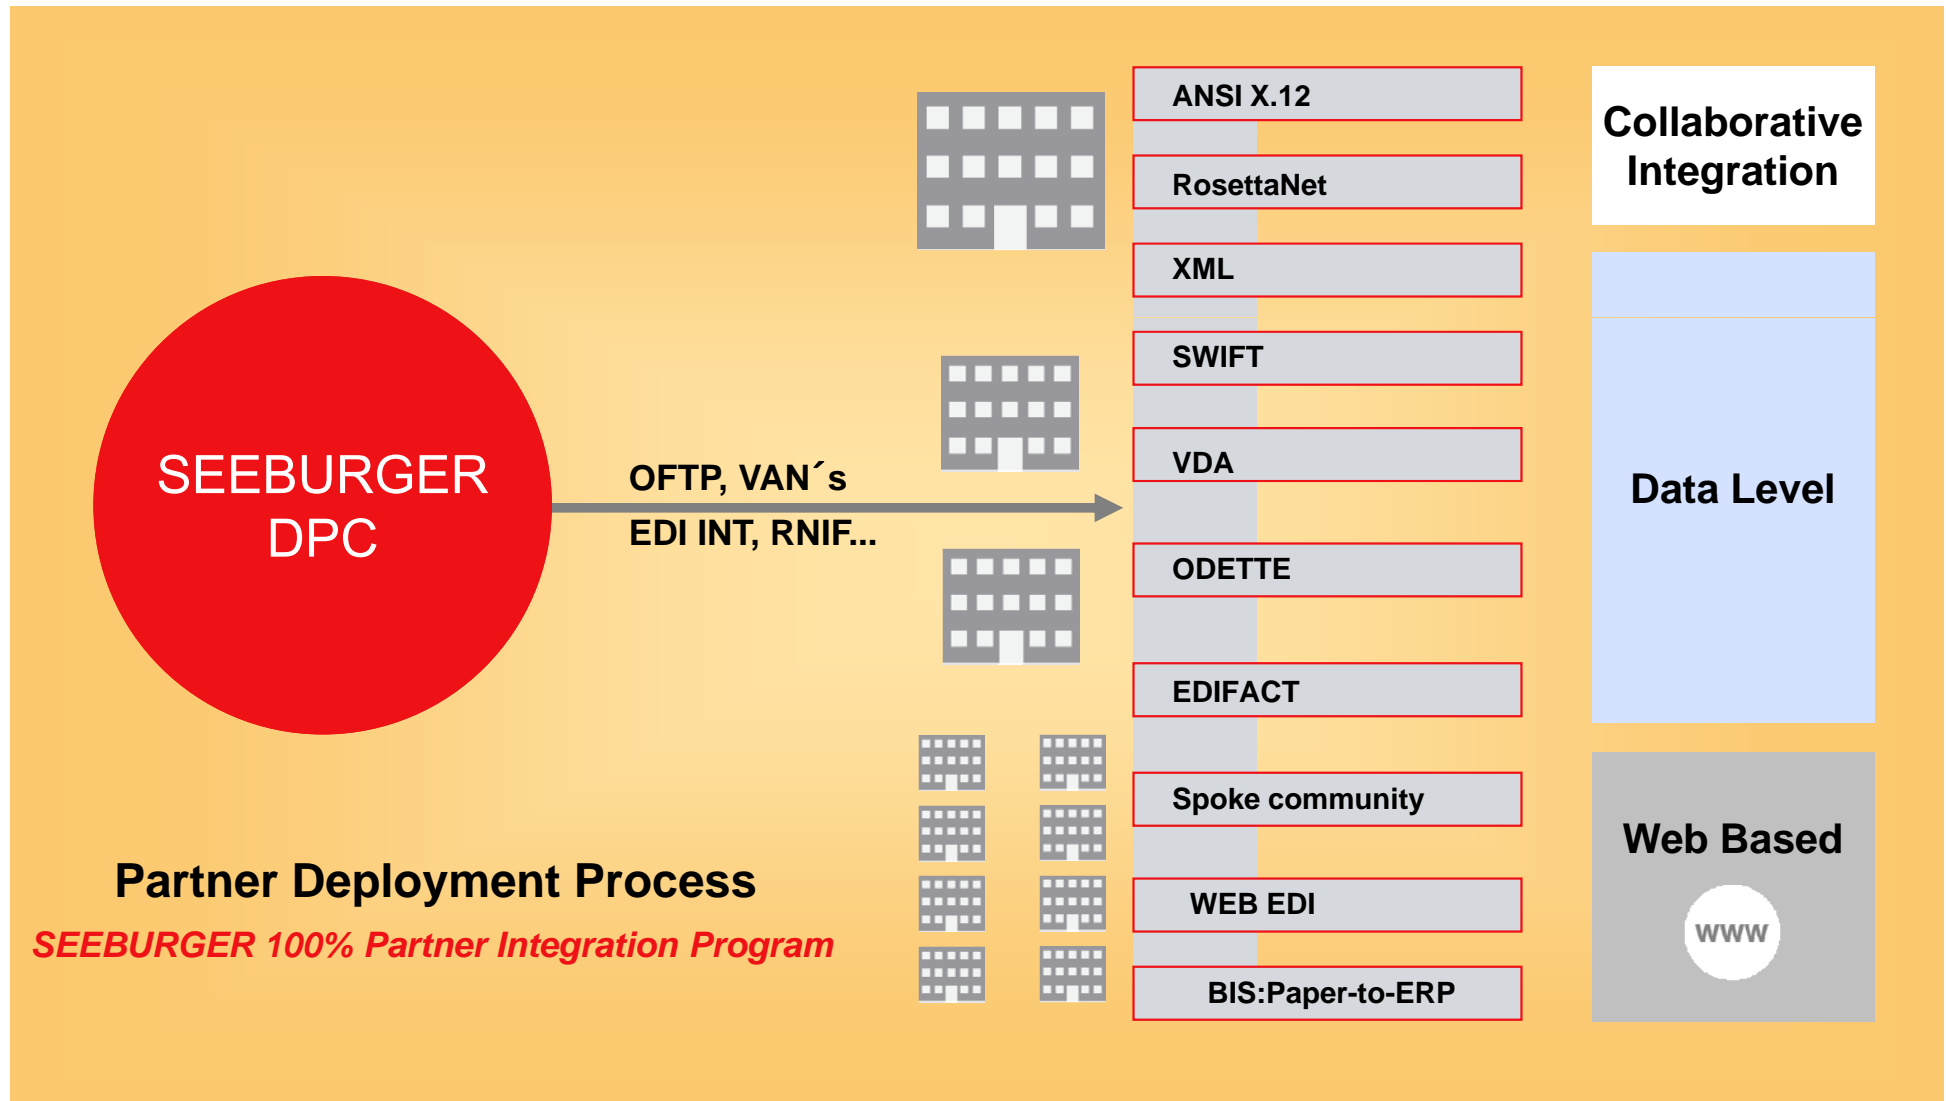 SEEBURGER
DPC
OFTP, VAN´s
EDI INT, RNIF...
Partner Deployment Process
SEEBURGER 100% Partner Integration Program
ANSI X.12
RosettaNet
XML
SWIFT
VDA
ODETTE
EDIFACT
Spoke community
WEB EDI
BIS:Paper-to-ERP
Collaborative
Integration
Data Level
Web Based
WWW